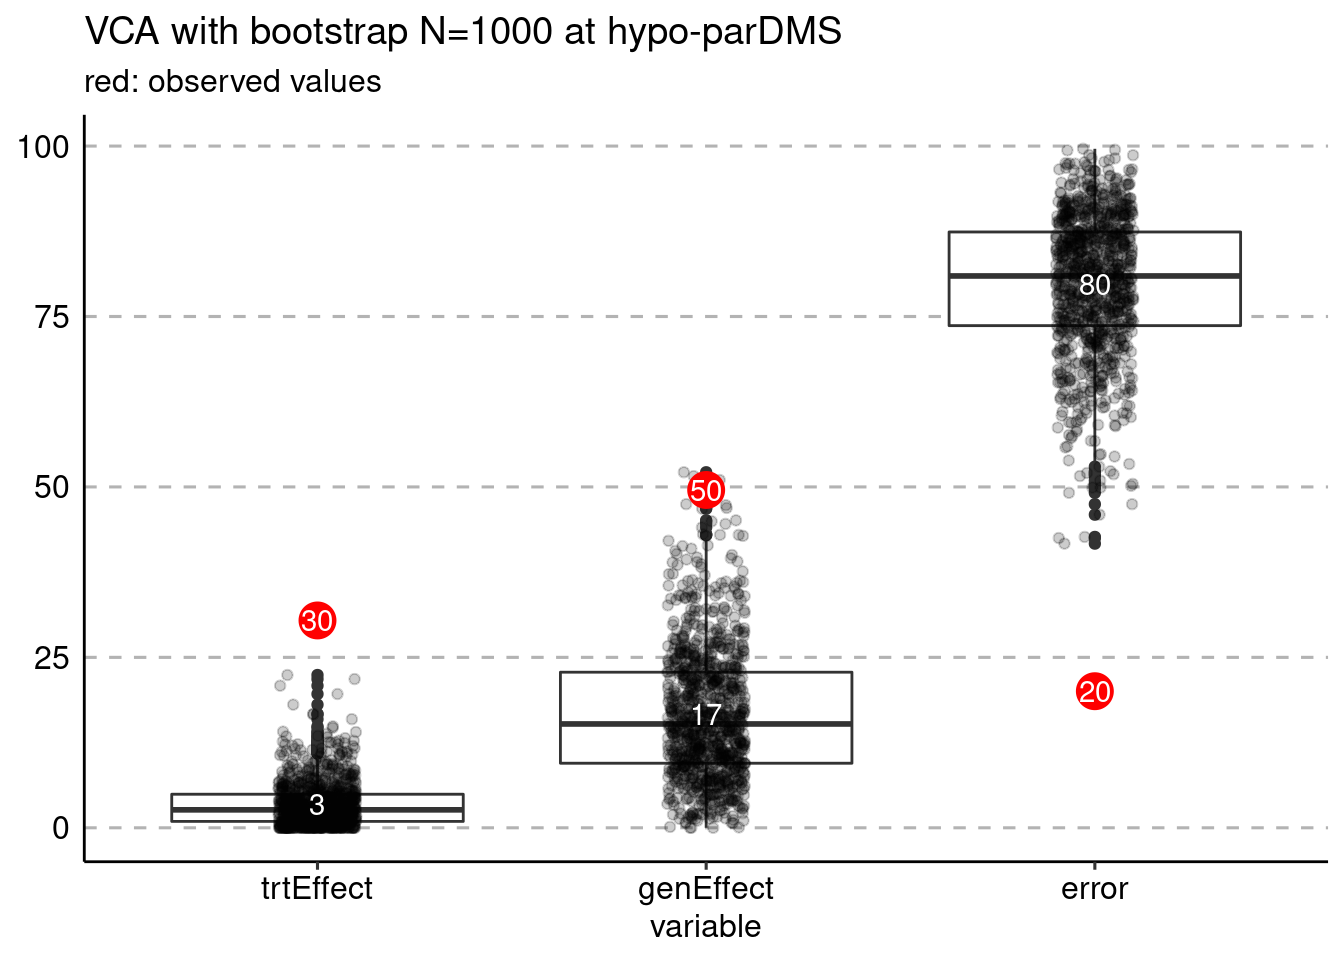 VCA with bootstrap N=1000 at hypo-parDMS
red: observed values
100
75
50
25
0
30
3
50
17
80
20
trtEffect genEffect error
variable